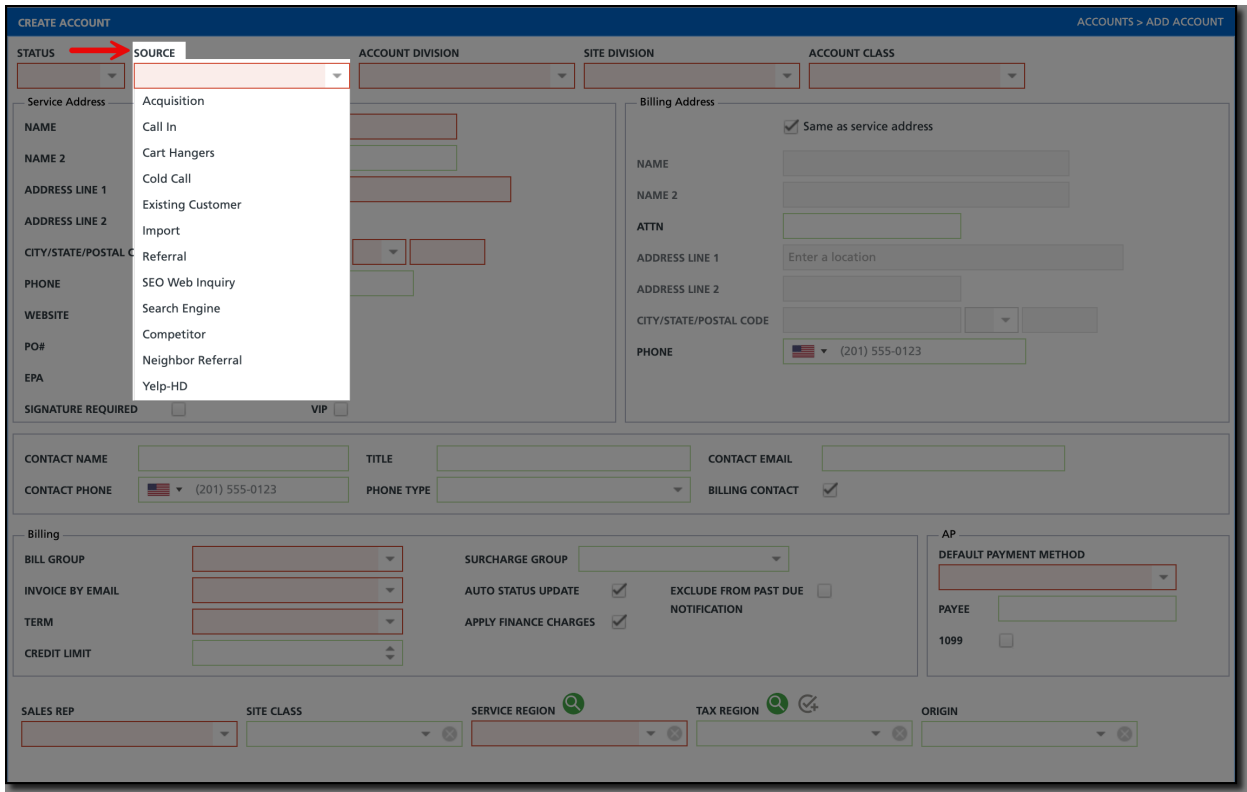 CREATE ACCOUNT ACCOUNTS > ADD ACCOUNT
STATUS SOURCE ACCOUNT DIVISION SITE DIVISION ACCOUNT CLASS
Service Address
NAME
NAME 2
ADDRESS LINE 1
ADDRESS LINE 2
CITY/STATE/POSTAL C
PHONE
WEBSITE
PO#
EPA
SIGNATURE REQUIRED VIP
Acquisition
Call In
Cart Hangers
Cold Call
Existing Customer
Import
Referral
SEO Web Inquiry
Search Engine
Competitor
Neighbor Referral
Yelp-HD
Billing Address
Same as service address
NAME
NAME 2
ATTN
ADDRESS LINE 1 Enter a location
ADDRESS LINE 2
CITY/STATE/POSTAL CODE
PHONE (201) 555-0123
CONTACT NAME TITLE CONTACT EMAIL
CONTACT PHONE (201) 555-0123 PHONE TYPE BILLING CONTACT
Billing
BILL GROUP SURCHARGE GROUP
INVOICE BY EMAIL AUTO STATUS UPDATE EXCLUDE FROM PAST DUE
NOTIFICATION
TERM APPLY FINANCE CHARGES
CREDIT LIMIT
AP
DEFAULT PAYMENT METHOD
PAYEE
1099
SALES REP SITE CLASS SERVICE REGION TAX REGION ORIGIN